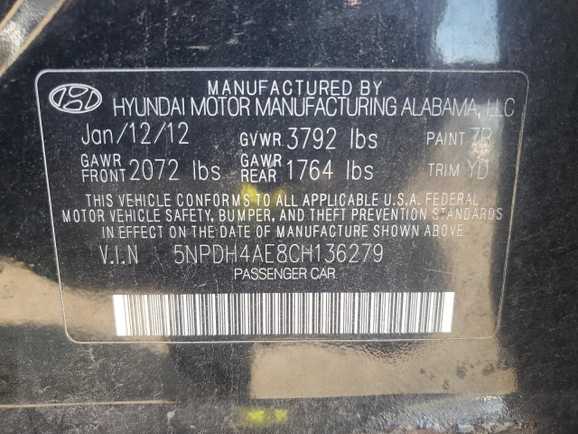 MANUFACTURED BY
HYUNDAI MOTOR MANUFACTURING ALABAMA, LLC
Jan/12/12 GVWR 3792 lbs PAINT 7B
GAWR FRONT 2072 lbs GAWR REAR 1764 lbs TRIM YD
THIS VEHICLE CONFORMS TO ALL APPLICABLE U.S.A. FEDERAL
MOTOR VEHICLE SAFETY, BUMPER, AND THEFT PREVENTION STANDARDS
IN EFFECT ON THE DATE OF MANUFACTURE SHOWN ABOVE.
V.I.N 5NPDH4AE8CH136279
PASSENGER CAR